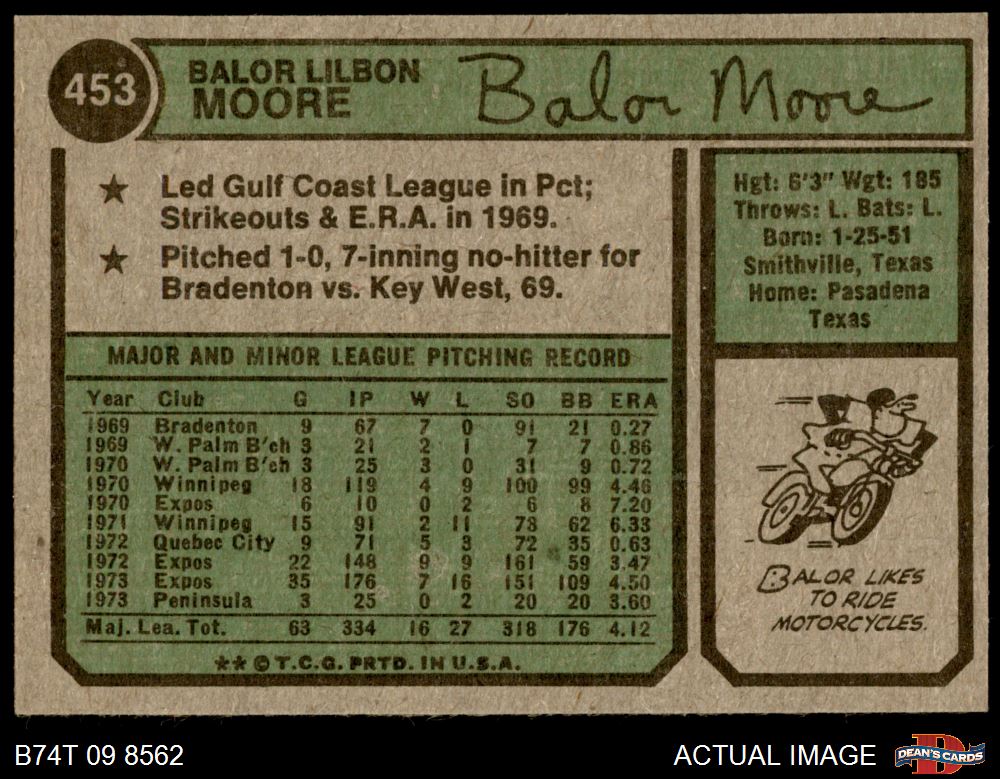 453
BALOR LILBON
MOORE
Balor Moore
★ Led Gulf Coast League in Pct;
Strikeouts & E.R.A. in 1969.
★ Pitched 1-0, 7-inning no-hitter for
Bradenton vs. Key West, 69.
Hgt: 6'3" Wgt: 185
Throws: L. Bats: L.
Born: 1-25-51
Smithville, Texas
Home: Pasadena
Texas
MAJOR AND MINOR LEAGUE PITCHING RECORD
Year Club G IP W L SO BB ERA
1969 Bradenton 9 67 7 0 91 21 0.27
1969 W. Palm B'ch 3 21 2 1 7 7 0.86
1970 W. Palm B'ch 3 25 3 0 31 9 0.72
1970 Winnipeg 18 119 4 9 100 99 4.46
1970 Expos 6 10 0 2 6 8 7.20
1971 Winnipeg 15 91 2 11 78 62 6.33
1972 Quebec City 9 71 5 3 72 35 0.63
1972 Expos 22 148 9 9 161 59 3.47
1973 Expos 35 176 7 16 151 109 4.50
1973 Peninsula 3 25 0 2 20 20 3.60
Maj. Lea. Tot. 63 334 16 27 318 176 4.12
★★ © T.C.G. PRTD. IN U.S.A.
BALOR LIKES
TO RIDE
MOTORCYCLES.
B74T 09 8562
ACTUAL IMAGE
DEAN'S CARDS